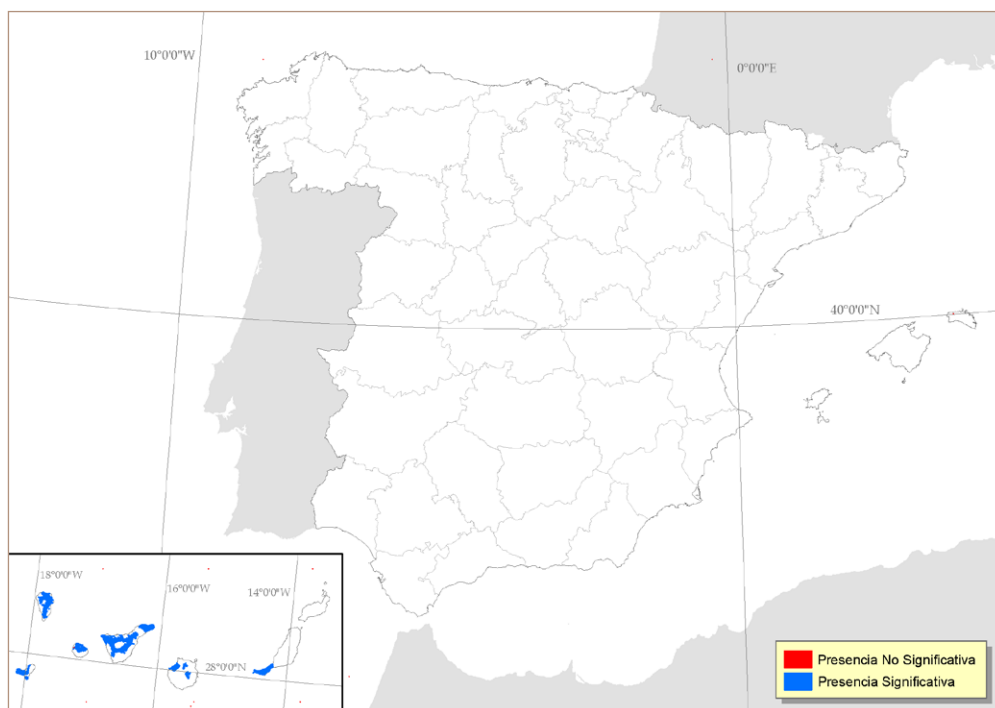 10°0'0"W
0°0'0"E
40°0'0"N
18°0'0"W
16°0'0"W
14°0'0"W
28°0'0"N
Presencia No Significativa
Presencia Significativa